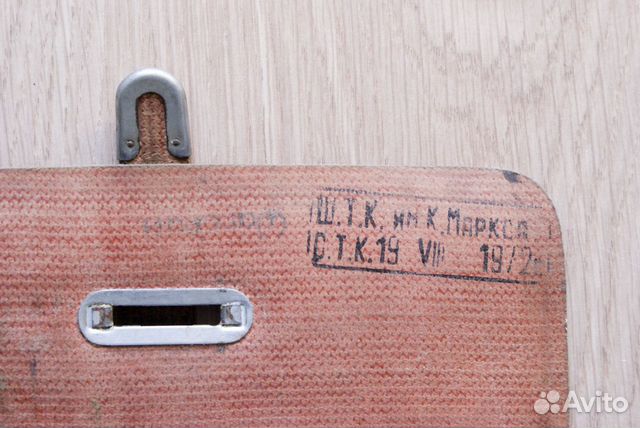 Ш.Т.К. им К.Маркса
О.Т.К. 19 VIII 1972г
Avito